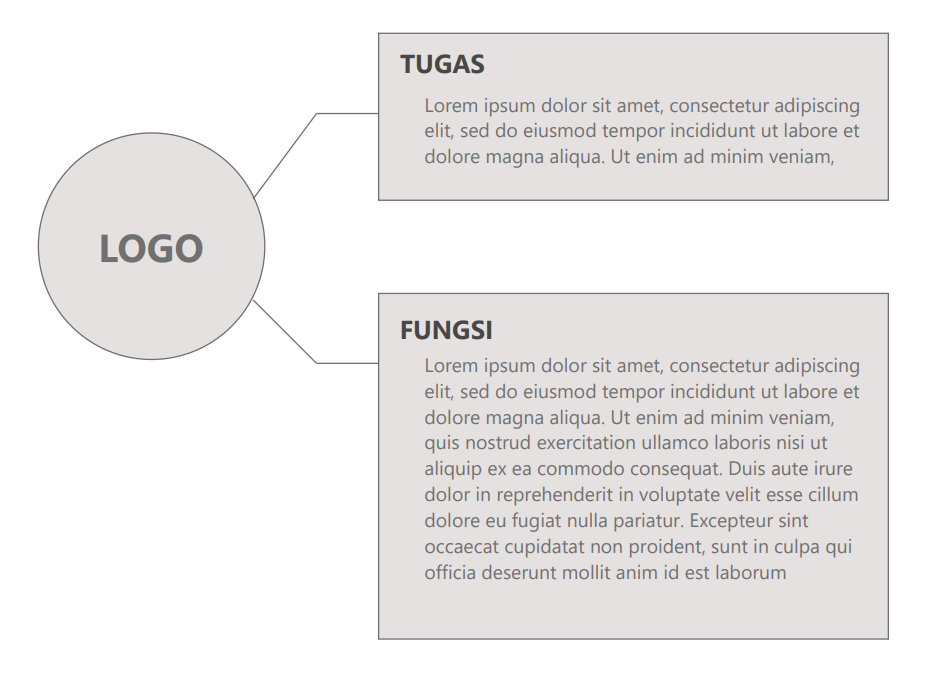 LOGO
TUGAS
Lorem ipsum dolor sit amet, consectetur adipiscing
elit, sed do eiusmod tempor incididunt ut labore et
dolore magna aliqua. Ut enim ad minim veniam,
FUNGSI
Lorem ipsum dolor sit amet, consectetur adipiscing
elit, sed do eiusmod tempor incididunt ut labore et
dolore magna aliqua. Ut enim ad minim veniam,
quis nostrud exercitation ullamco laboris nisi ut
aliquip ex ea commodo consequat. Duis aute irure
dolor in reprehenderit in voluptate velit esse cillum
dolore eu fugiat nulla pariatur. Excepteur sint
occaecat cupidatat non proident, sunt in culpa qui
officia deserunt mollit anim id est laborum